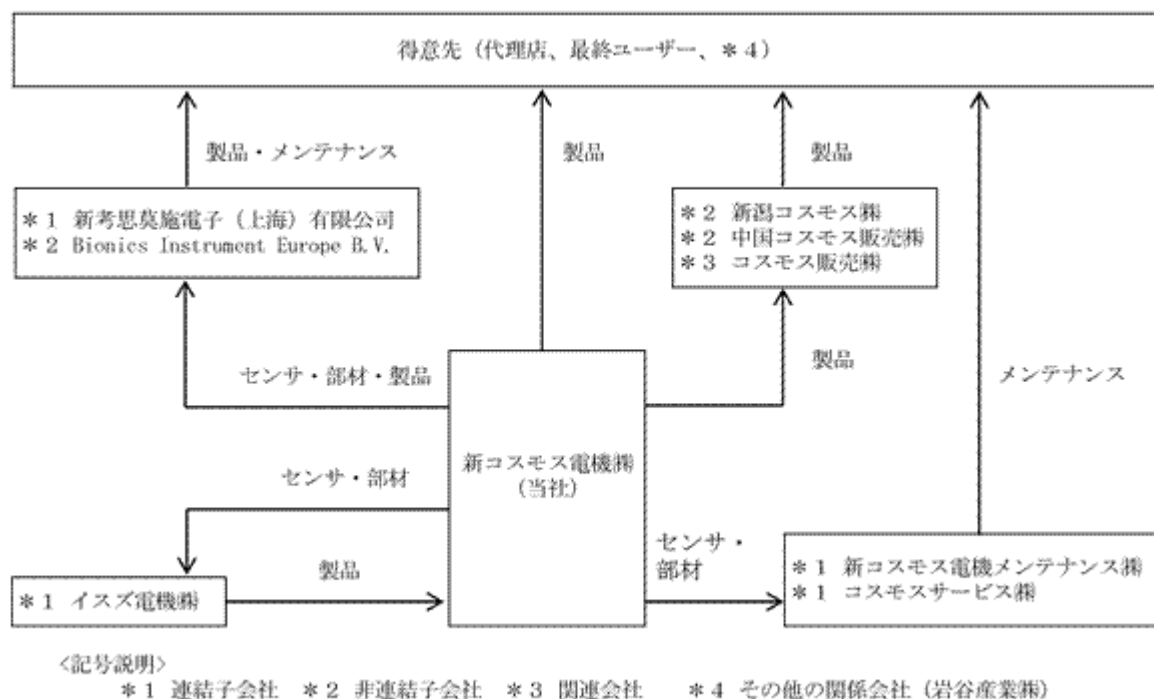 得意先（代理店、最終ユーザー、＊4）
製品・メンテナンス
製品
製品
＊1 新考思莫施電子（上海）有限公司
＊2 Bionics Instrument Europe B.V.
＊2 新潟コスモス㈱
＊2 中国コスモス販売㈱
＊3 コスモス販売㈱
センサ・部材・製品
製品
メンテナンス
新コスモス電機㈱
（当社）
センサ・部材
センサ・
部材
製品
＊1 イスズ電機㈱
＊1 新コスモス電機メンテナンス㈱
＊1 コスモスサービス㈱
<記号説明>
＊1 連結子会社 ＊2 非連結子会社 ＊3 関連会社 ＊4 その他の関係会社（岩谷産業㈱）